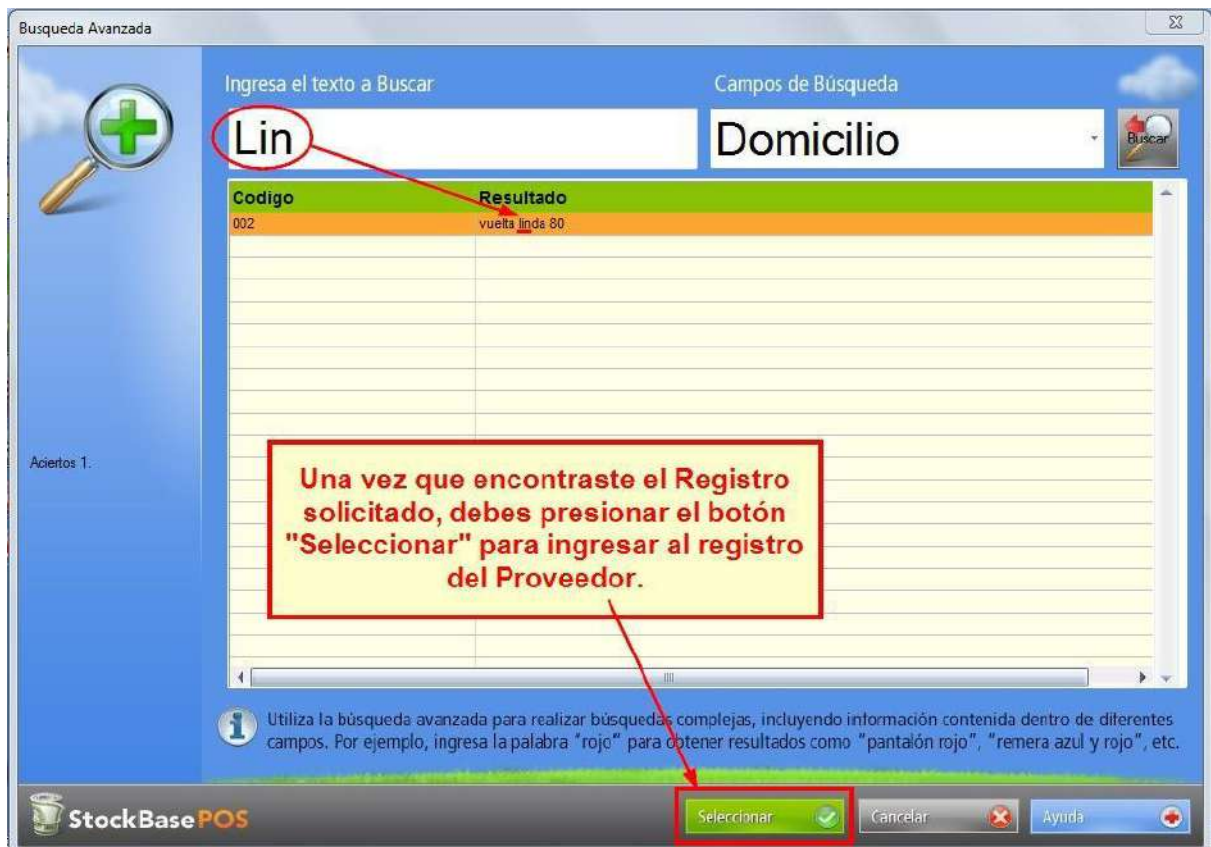 Busqueda Avanzada
Ingresa el texto a Buscar
Campos de Búsqueda
Lin
Domicilio
Buscar
Codigo Resultado
002 vuelta linda 80
Aciertos 1.
Una vez que encontraste el Registro
solicitado, debes presionar el botón
"Seleccionar" para ingresar al registro
del Proveedor.
Utiliza la búsqueda avanzada para realizar búsquedas complejas, incluyendo información contenida dentro de diferentes
campos. Por ejemplo, ingresa la palabra "rojo" para obtener resultados como "pantalón rojo", "remera azul y rojo", etc.
StockBasePOS
Seleccionar
Cancelar
Ayuda